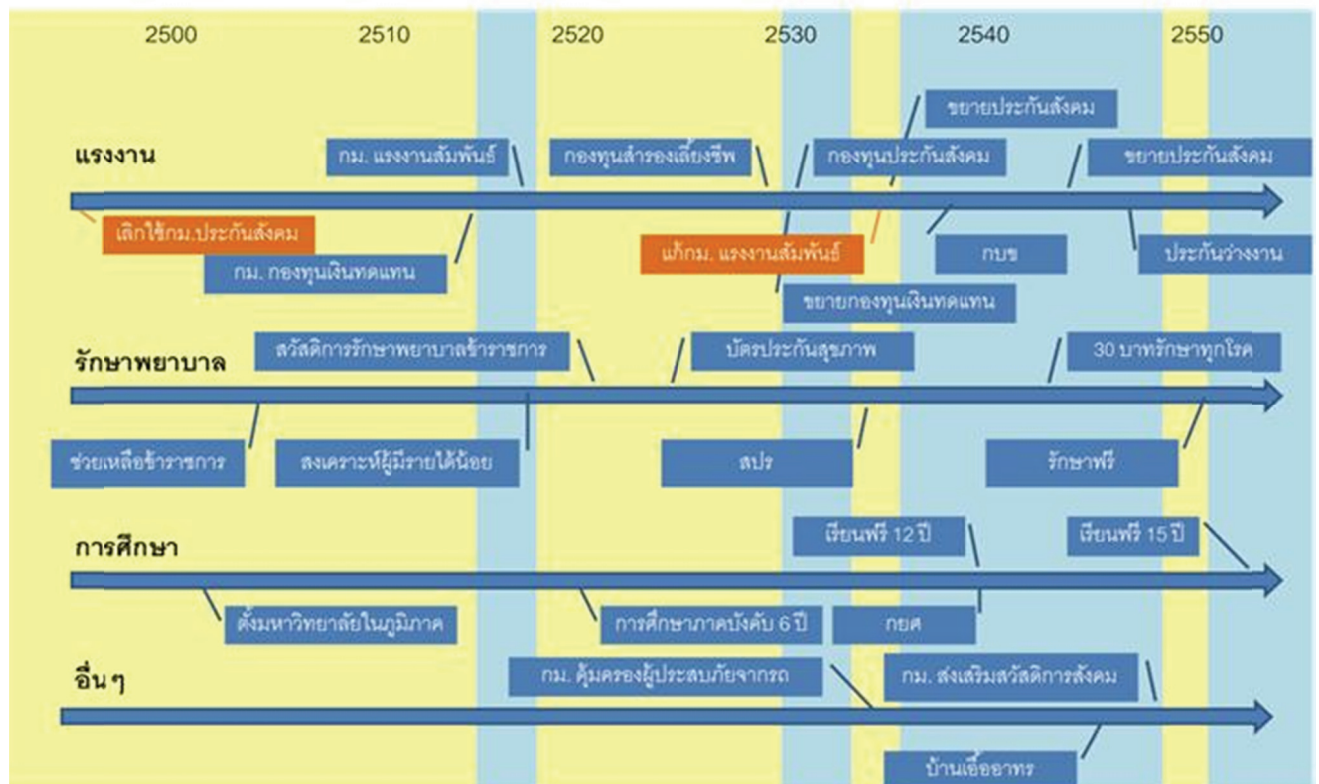 2500 2510 2520 2530 2540 2550
ขยายประกันสังคม
แรงงาน
กม. แรงงานสัมพันธ์
กองทุนสำรองเลี้ยงชีพ
กองทุนประกันสังคม
ขยายประกันสังคม
เลิกใช้กม.ประกันสังคม
กม. กองทุนเงินทดแทน
แก้กม. แรงงานสัมพันธ์
กบข
ประกันว่างงาน
ขยายกองทุนเงินทดแทน
รักษาพยาบาล
สวัสดิการรักษาพยาบาลข้าราชการ
บัตรประกันสุขภาพ
30 บาทรักษาทุกโรค
ช่วยเหลือข้าราชการ
สงเคราะห์ผู้มีรายได้น้อย
สปร
รักษาฟรี
การศึกษา
เรียนฟรี 12 ปี
เรียนฟรี 15 ปี
ตั้งมหาวิทยาลัยในภูมิภาค
การศึกษาภาคบังคับ 6 ปี
กยศ
อื่น ๆ
กม. คุ้มครองผู้ประสบภัยจากรถ
กม. ส่งเสริมสวัสดิการสังคม
บ้านเอื้ออาทร